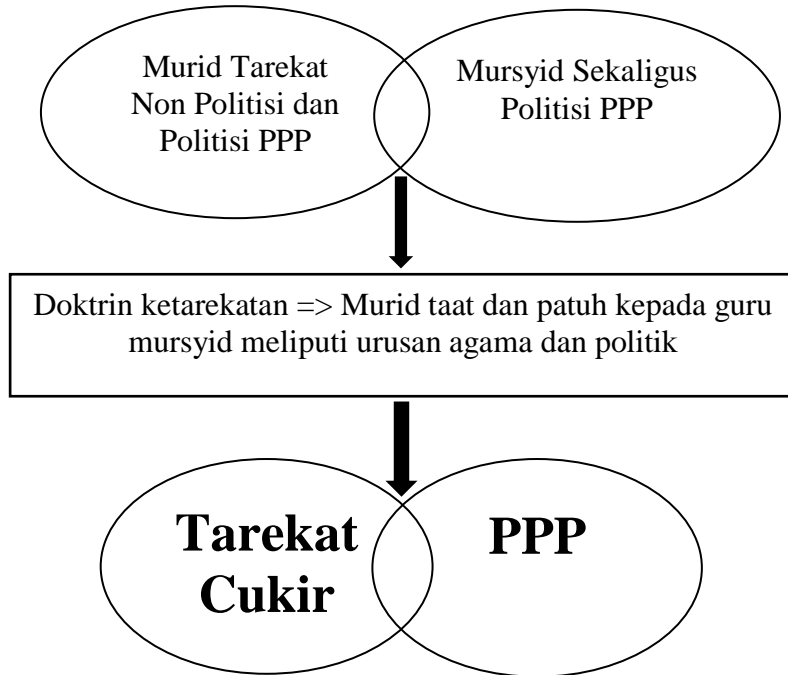 Murid Tarekat
Non Politisi dan
Politisi PPP
Mursyid Sekaligus
Politisi PPP
Doktrin ketarekatan => Murid taat dan patuh kepada guru
mursyid meliputi urusan agama dan politik
Tarekat
Cukir
PPP